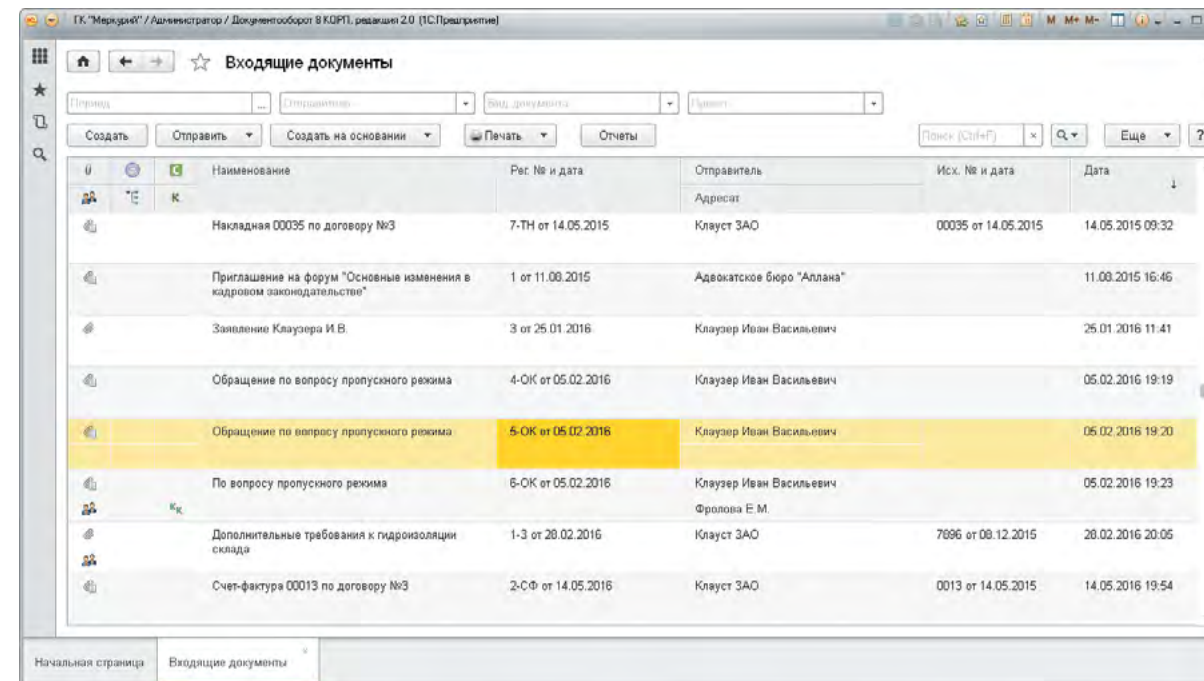 ГК "Меркурий" / Администратор / Документооборот 8 КОРП, редакция 2.0 (1С:Предприятие)
M M+ M-
Входящие документы
Период
Отправитель
Вид документа
Проект
Создать
Отправить
Создать на основании
Печать
Отчеты
Поиск (Ctrl+F)
×
Еще
?
Наименование
Рег. № и дата
Отправитель
Исх. № и дата
Дата
К
Адресат
Накладная 00035 по договору №3
7-ТН от 14.05.2015
Клауст ЗАО
00035 от 14.05.2015
14.05.2015 09:32
Приглашение на форум "Основные изменения в
кадровом законодательстве"
1 от 11.08.2015
Адвокатское бюро "Аллана"
11.08.2015 16:46
Заявление Клаузера И.В.
3 от 25.01.2016
Клаузер Иван Васильевич
25.01.2016 11:41
Обращение по вопросу пропускного режима
4-ОК от 05.02.2016
Клаузер Иван Васильевич
05.02.2016 19:19
Обращение по вопросу пропускного режима
5-ОК от 05.02.2016
Клаузер Иван Васильевич
05.02.2016 19:20
По вопросу пропускного режима
6-ОК от 05.02.2016
Клаузер Иван Васильевич
05.02.2016 19:23
КК
Фролова Е.М.
Дополнительные требования к гидроизоляции
склада
1-3 от 28.02.2016
Клауст ЗАО
7896 от 08.12.2015
28.02.2016 20:05
Счет-фактура 00013 по договору №3
2-СФ от 14.05.2016
Клауст ЗАО
0013 от 14.05.2015
14.05.2016 19:54
Начальная страница
Входящие документы